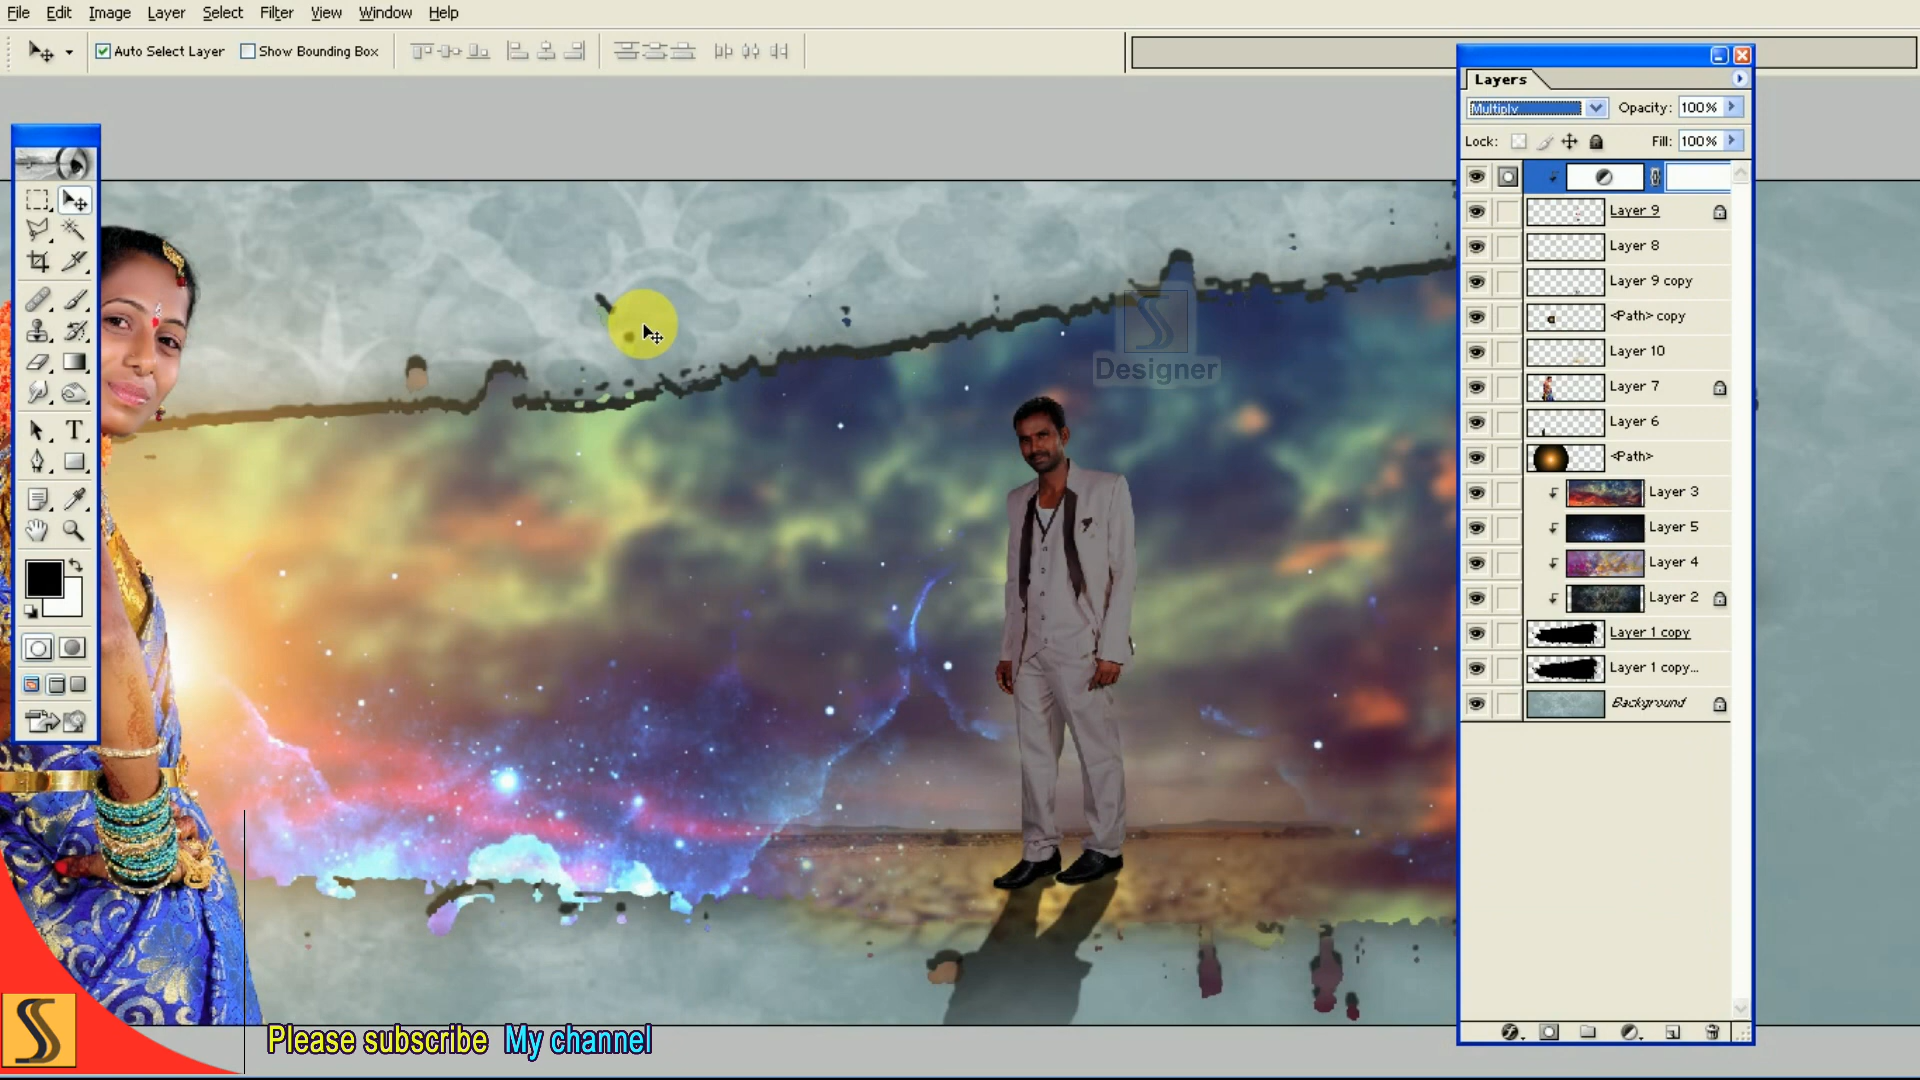 File Edit Image Layer Select Filter View Window Help
Auto Select Layer Show Bounding Box
Layers
Multiply Opacity: 100%
Lock: Fill: 100%
Layer 9
Layer 8
Layer 9 copy
<Path> copy
Layer 10
Layer 7
Layer 6
<Path>
Layer 3
Layer 5
Layer 4
Layer 2
Layer 1 copy
Layer 1 copy...
Background
Designer
Please subscribe My channel